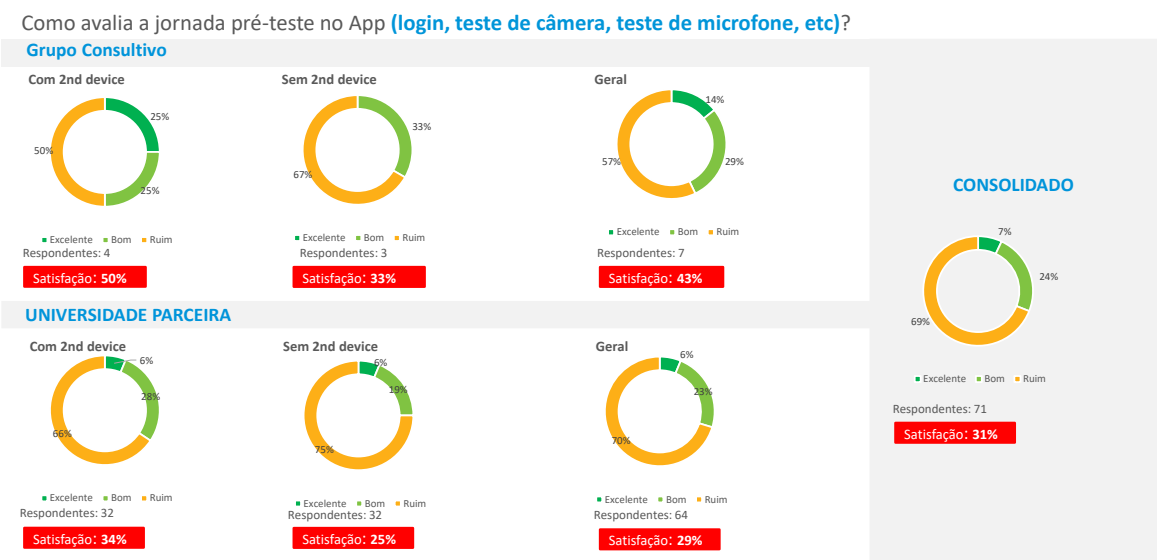 Como avalia a jornada pré-teste no App (login, teste de câmera, teste de microfone, etc)?
Grupo Consultivo
Com 2nd device
25%
25%
50%
Excelente Bom Ruim
Respondentes: 4
Satisfação: 50%
Sem 2nd device
33%
67%
Excelente Bom Ruim
Respondentes: 3
Satisfação: 33%
Geral
14%
29%
57%
Excelente Bom Ruim
Respondentes: 7
Satisfação: 43%
UNIVERSIDADE PARCEIRA
Com 2nd device
6%
28%
66%
Excelente Bom Ruim
Respondentes: 32
Satisfação: 34%
Sem 2nd device
6%
19%
75%
Excelente Bom Ruim
Respondentes: 32
Satisfação: 25%
Geral
6%
23%
70%
Excelente Bom Ruim
Respondentes: 64
Satisfação: 29%
CONSOLIDADO
7%
24%
69%
Excelente Bom Ruim
Respondentes: 71
Satisfação: 31%